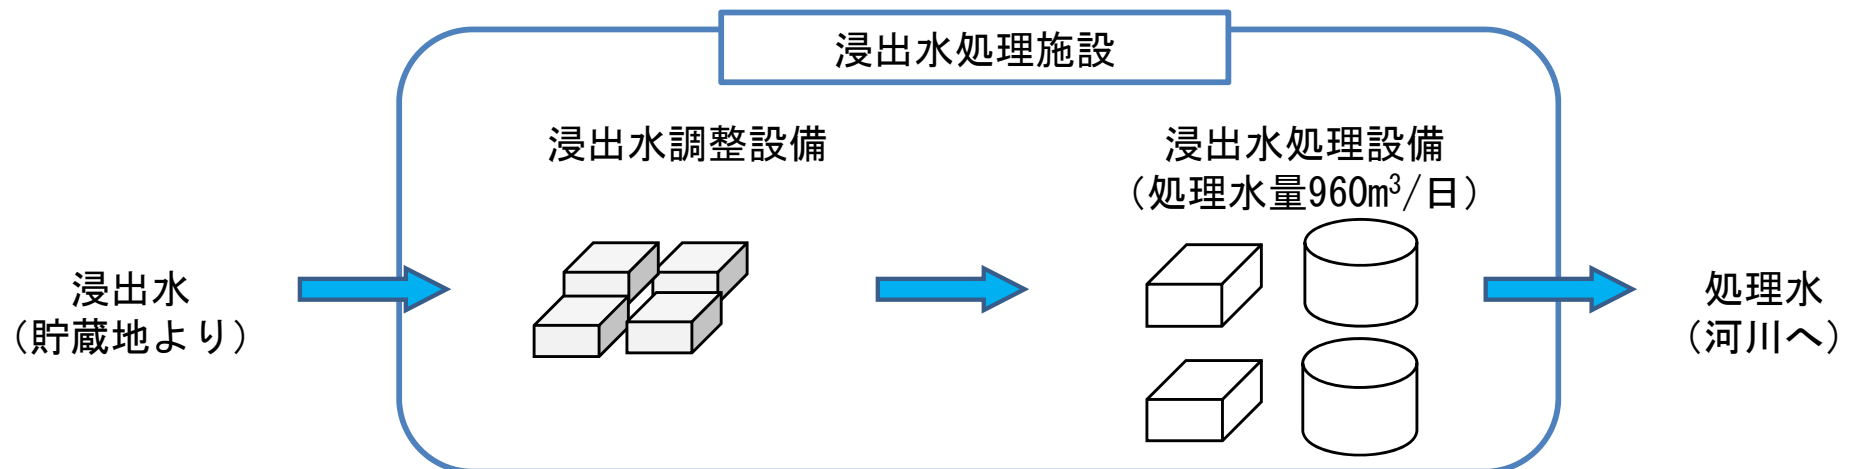 浸出水処理施設
浸出水調整設備
浸出水処理設備
（処理水量960m³/日）
浸出水
（貯蔵地より）
処理水
（河川へ）